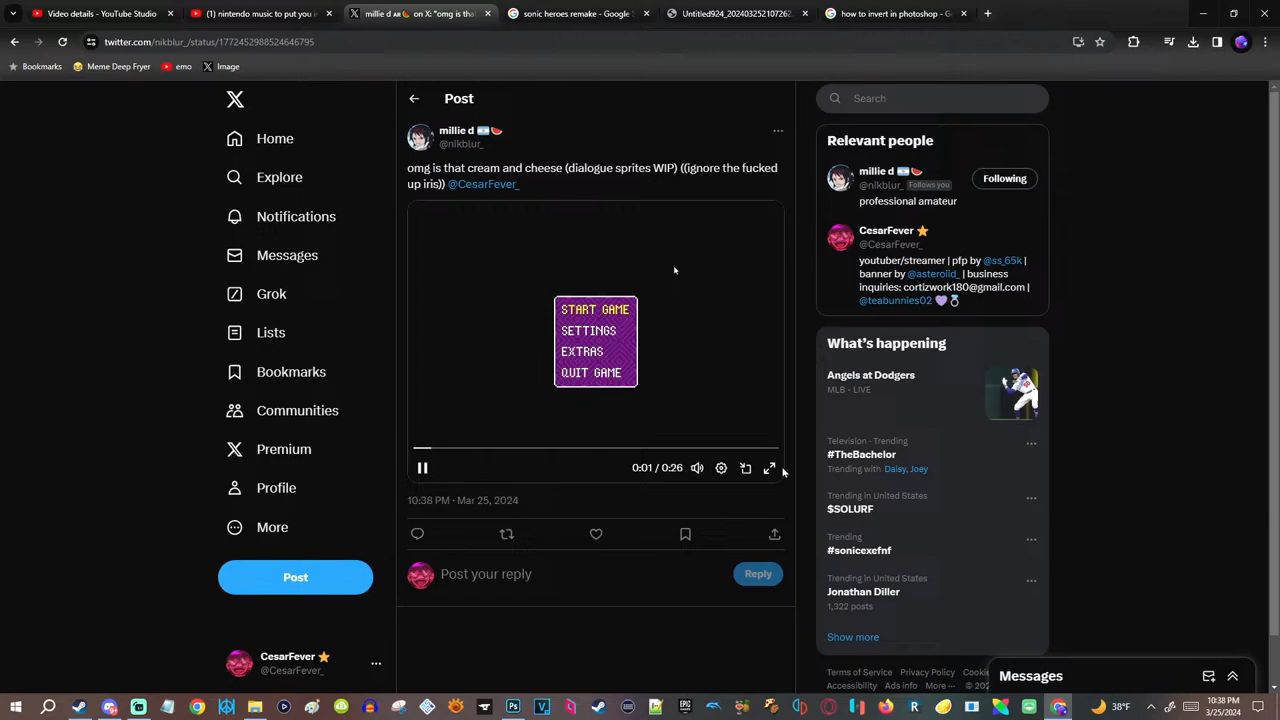 Video details - YouTube Studio
(1) nintendo music to put you i
millie d on X: "omg is that
sonic heroes remake - Google S
Untitled924_20240325210726
how to invert in photoshop - G
twitter.com/nikblur_/status/1772452988524646795
Bookmarks
Meme Deep Fryer
emo
Image
Home
Explore
Notifications
Messages
Grok
Lists
Bookmarks
Communities
Premium
Profile
More
Post
CesarFever ⭐
@CesarFever_
Post
millie d 🇦🇷🍉
@nikblur_
omg is that cream and cheese (dialogue sprites WIP) ((ignore the fucked
up iris)) @CesarFever_
START GAME
SETTINGS
EXTRAS
QUIT GAME
0:01 / 0:26
10:38 PM · Mar 25, 2024
Post your reply
Reply
Search
Relevant people
millie d 🇦🇷🍉
@nikblur_ Follows you
Following
professional amateur
CesarFever ⭐
@CesarFever_
youtuber/streamer | pfp by @ss_65k |
banner by @asteroiid_ | business
inquiries: cortizwork180@gmail.com |
@teabunnies02 💜💍
What's happening
Angels at Dodgers
MLB · LIVE
Television · Trending
#TheBachelor
Trending with Daisy, Joey
Trending in United States
$SOLURF
Trending
#sonicexefnf
Trending in United States
Jonathan Diller
1,322 posts
Show more
Terms of Service Privacy Policy Cookie
Accessibility Ads info More ···
Messages
38°F
10:38 PM
3/25/2024